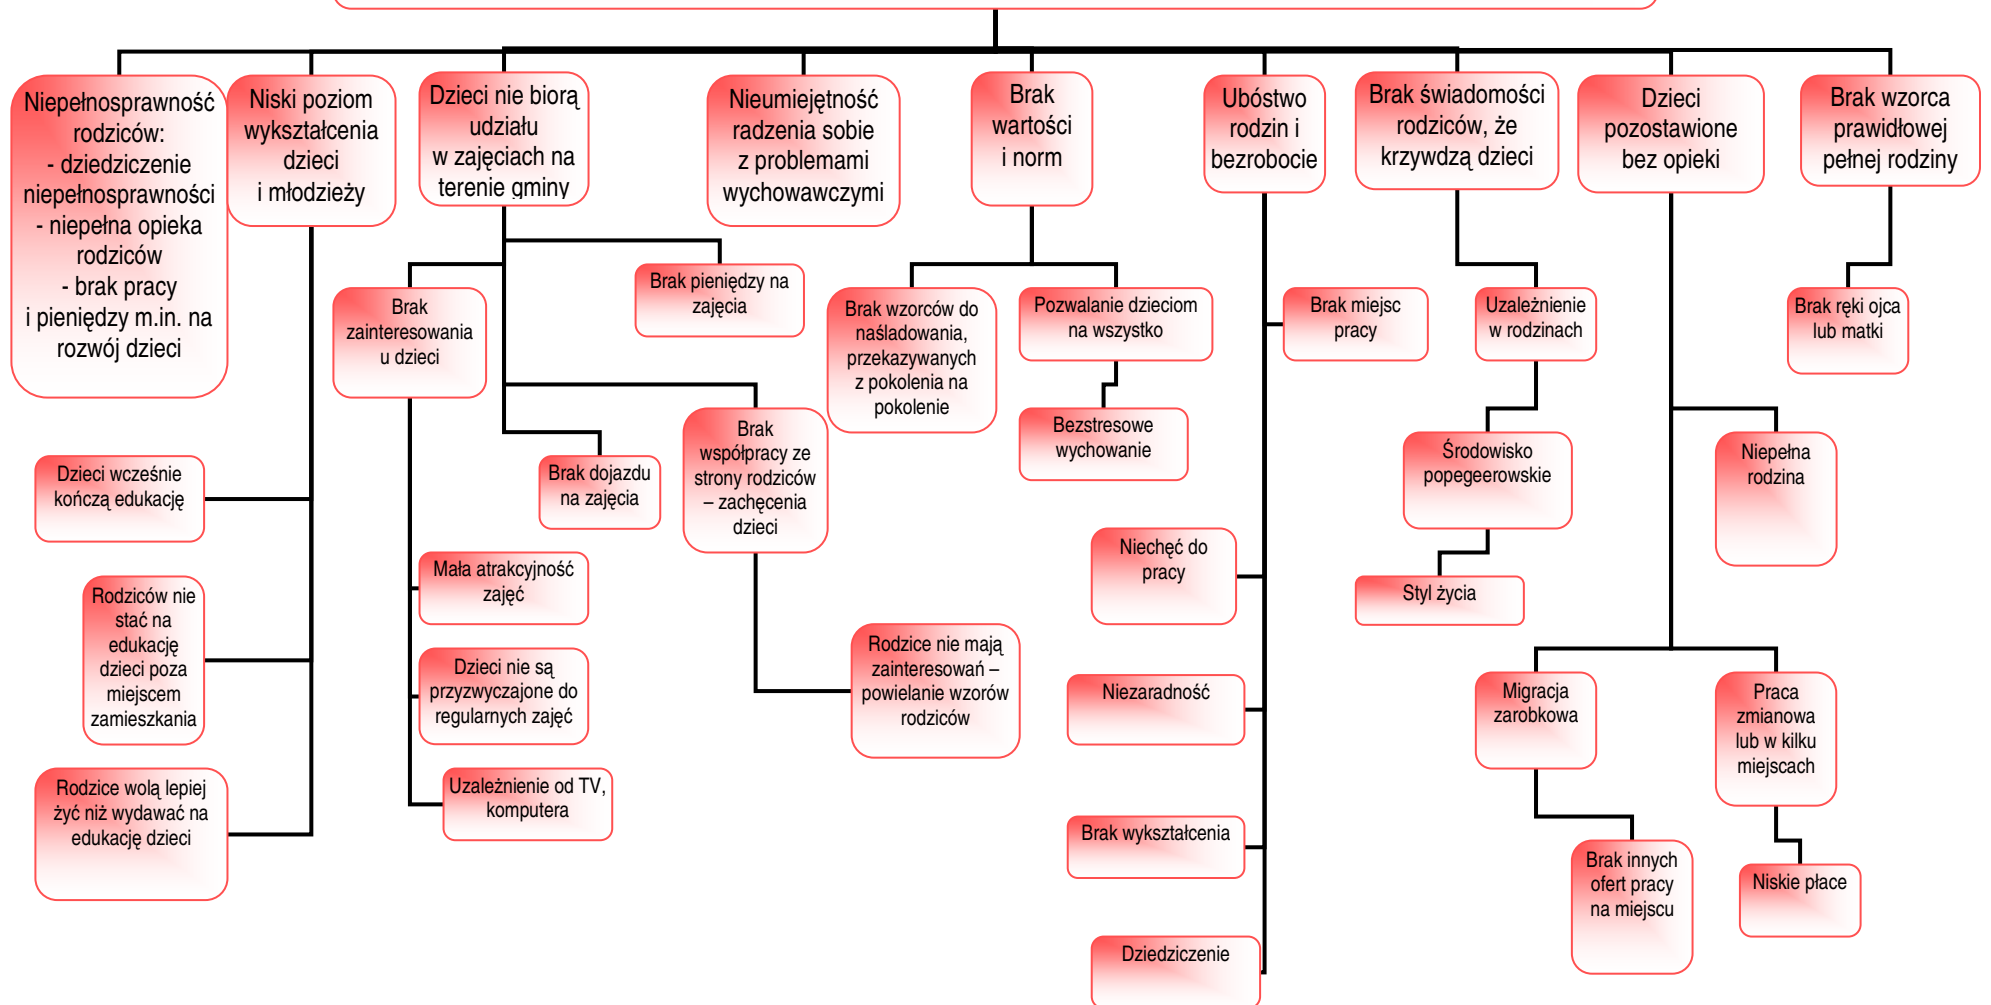 Niepełnosprawność
rodziców:
- dziedziczenie
niepełnosprawności
- niepełna opieka
rodziców
- brak pracy
i pieniędzy m.in. na
rozwój dzieci
Niski poziom
wykształcenia
dzieci
i młodzieży
Dzieci nie biorą
udziału
w zajęciach na
terenie gminy
Nieumiejętność
radzenia sobie
z problemami
wychowawczymi
Brak
wartości
i norm
Ubóstwo
rodzin i
bezrobocie
Brak świadomości
rodziców, że
krzywdzą dzieci
Dzieci
pozostawione
bez opieki
Brak wzorca
prawidłowej
pełnej rodziny
Brak pieniędzy na
zajęcia
Brak
zainteresowania
u dzieci
Brak wzorców do
naśladowania,
przekazywanych
z pokolenia na
pokolenie
Pozwalanie dzieciom
na wszystko
Brak miejsc
pracy
Uzależnienie
w rodzinach
Brak ręki ojca
lub matki
Bezstresowe
wychowanie
Brak
współpracy ze
strony rodziców
– zachęcenia
dzieci
Środowisko
popegeerowskie
Niepełna
rodzina
Dzieci wcześnie
kończą edukację
Brak dojazdu
na zajęcia
Niechęć do
pracy
Mała atrakcyjność
zajęć
Styl życia
Rodziców nie
stać na
edukację
dzieci poza
miejscem
zamieszkania
Rodzice nie mają
zainteresowań –
powielanie wzorów
rodziców
Dzieci nie są
przyzwyczajone do
regularnych zajęć
Niezaradność
Migracja
zarobkowa
Praca
zmianowa
lub w kilku
miejscach
Rodzice wolą lepiej
żyć niż wydawać na
edukację dzieci
Uzależnienie od TV,
komputera
Brak wykształcenia
Brak innych
ofert pracy
na miejscu
Niskie płace
Dziedziczenie